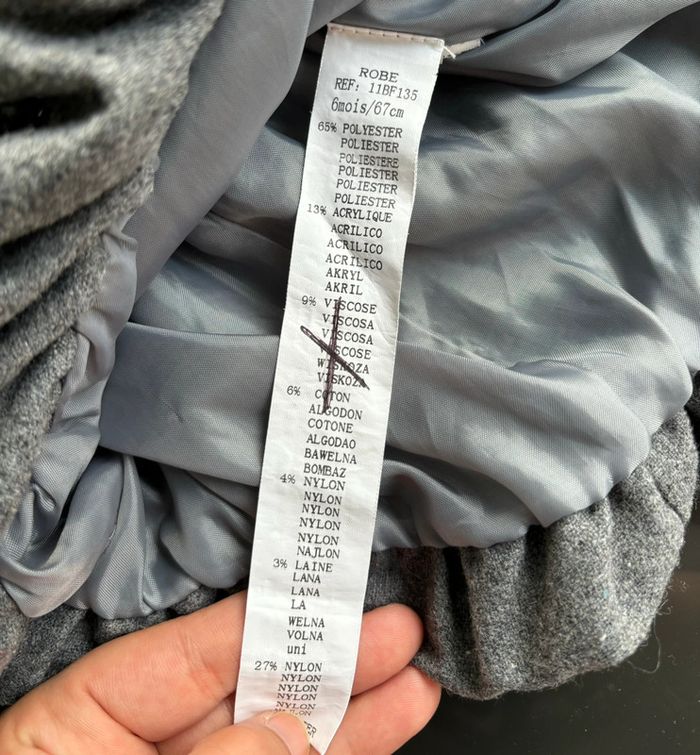 ROBE
REF: 11BF135
6mois/67cm
65% POLYESTER
POLIESTER
POLIESTERE
POLIESTER
POLIESTER
POLIESTER
13% ACRYLIQUE
ACRILICO
ACRILICO
ACRILICO
AKRYL
AKRIL
9% VISCOSE
VISCOSA
VISCOSA
VISCOSE
WISKOZA
VISKOZA
6% COTON
ALGODON
COTONE
ALGODAO
BAWELNA
BOMBAZ
4% NYLON
NYLON
NYLON
NYLON
NYLON
NAJLON
3% LAINE
LANA
LANA
LA
WELNA
VOLNA
uni
27% NYLON
NYLON
NYLON
NYLON
NYLON
NAJLON